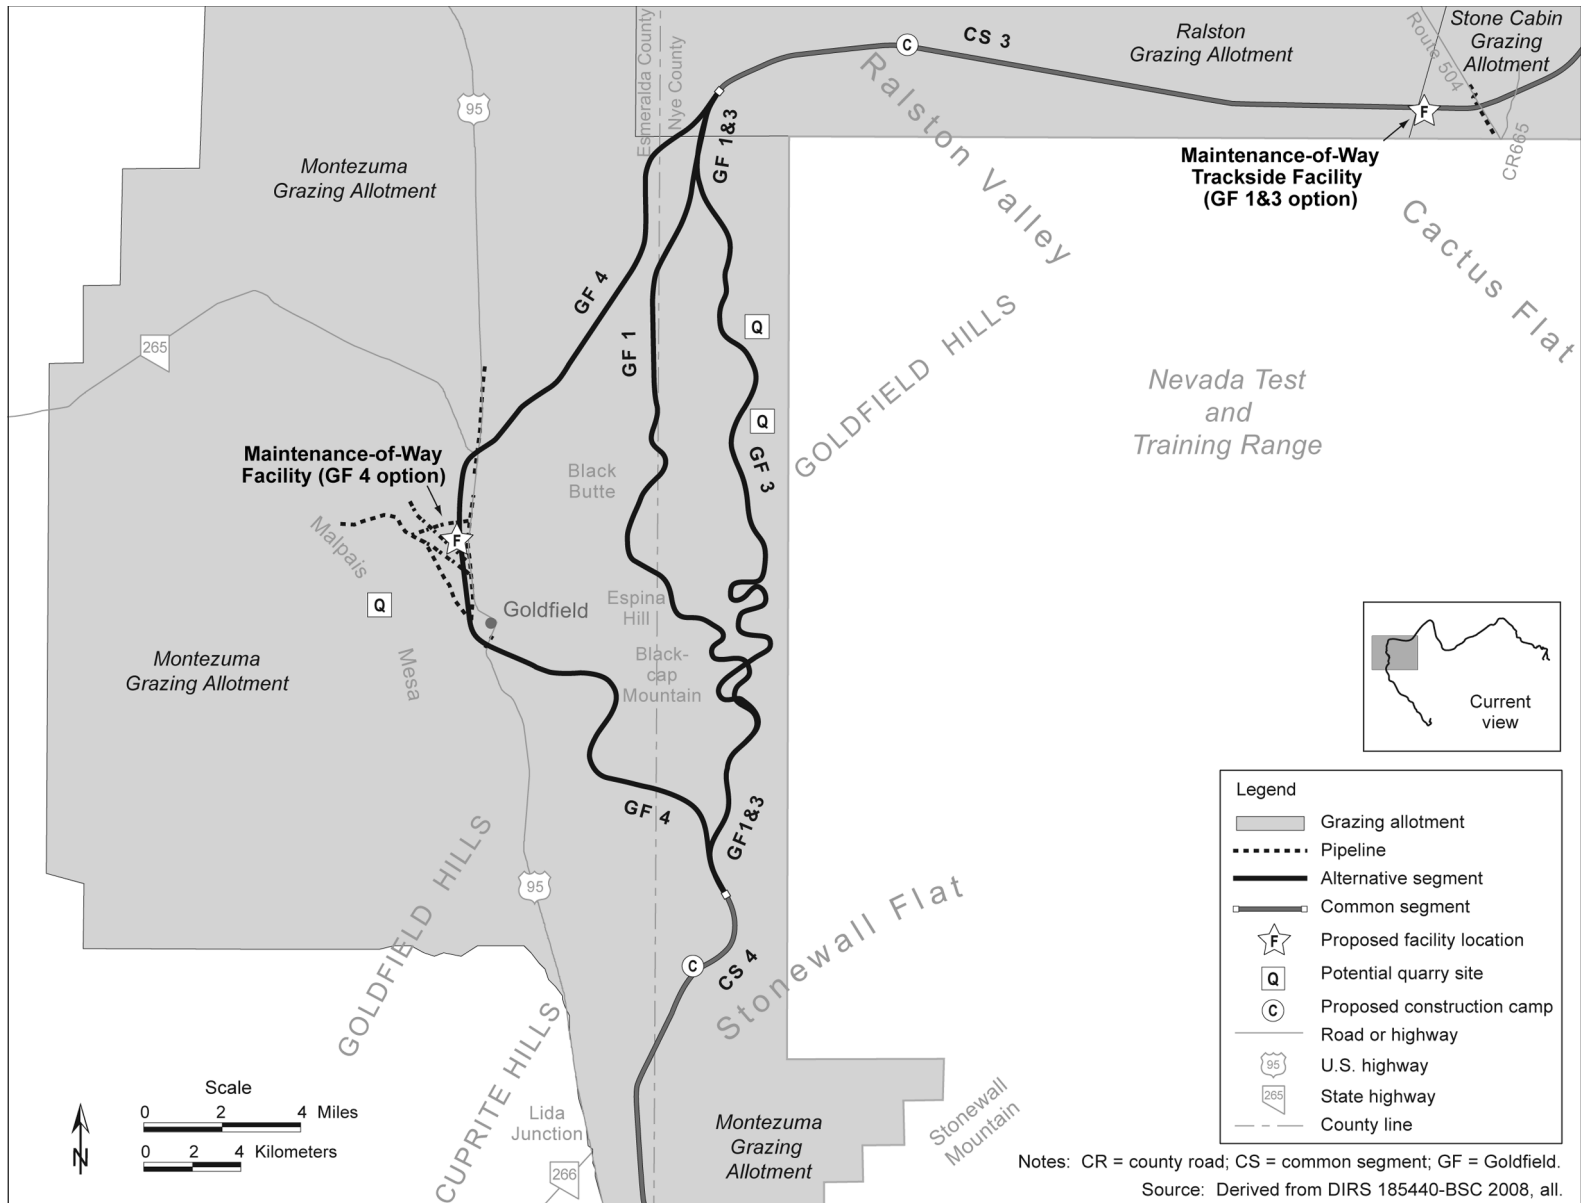 Esmeralda County
Nye County
CS 3
C
Ralston
Grazing Allotment
Route 504
Stone Cabin
Grazing
Allotment
95
Ralston Valley
F
CR665
GF 1&3
Maintenance-of-Way
Trackside Facility
(GF 1&3 option)
Montezuma
Grazing Allotment
Cactus Flat
GF 4
265
GF 1
Q
GOLDFIELD HILLS
Nevada Test
and
Training Range
Q
Maintenance-of-Way
Facility (GF 4 option)
Black
Butte
GF 3
Malpais
F
Q
Goldfield
Espina
Hill
Montezuma
Grazing Allotment
Mesa
Black-
cap
Mountain
Current
view
GF 4
GF1&3
GOLDFIELD HILLS
95
Stonewall Flat
C
CS 4
CUPRITE HILLS
Legend
Grazing allotment
Pipeline
Alternative segment
Common segment
F
Proposed facility location
Q
Potential quarry site
C
Proposed construction camp
Road or highway
95
U.S. highway
265
State highway
County line
Scale
0 2 4 Miles
0 2 4 Kilometers
N
Lida
Junction
266
Montezuma
Grazing
Allotment
Stonewall
Mountain
Notes: CR = county road; CS = common segment; GF = Goldfield.
Source: Derived from DIRS 185440-BSC 2008, all.